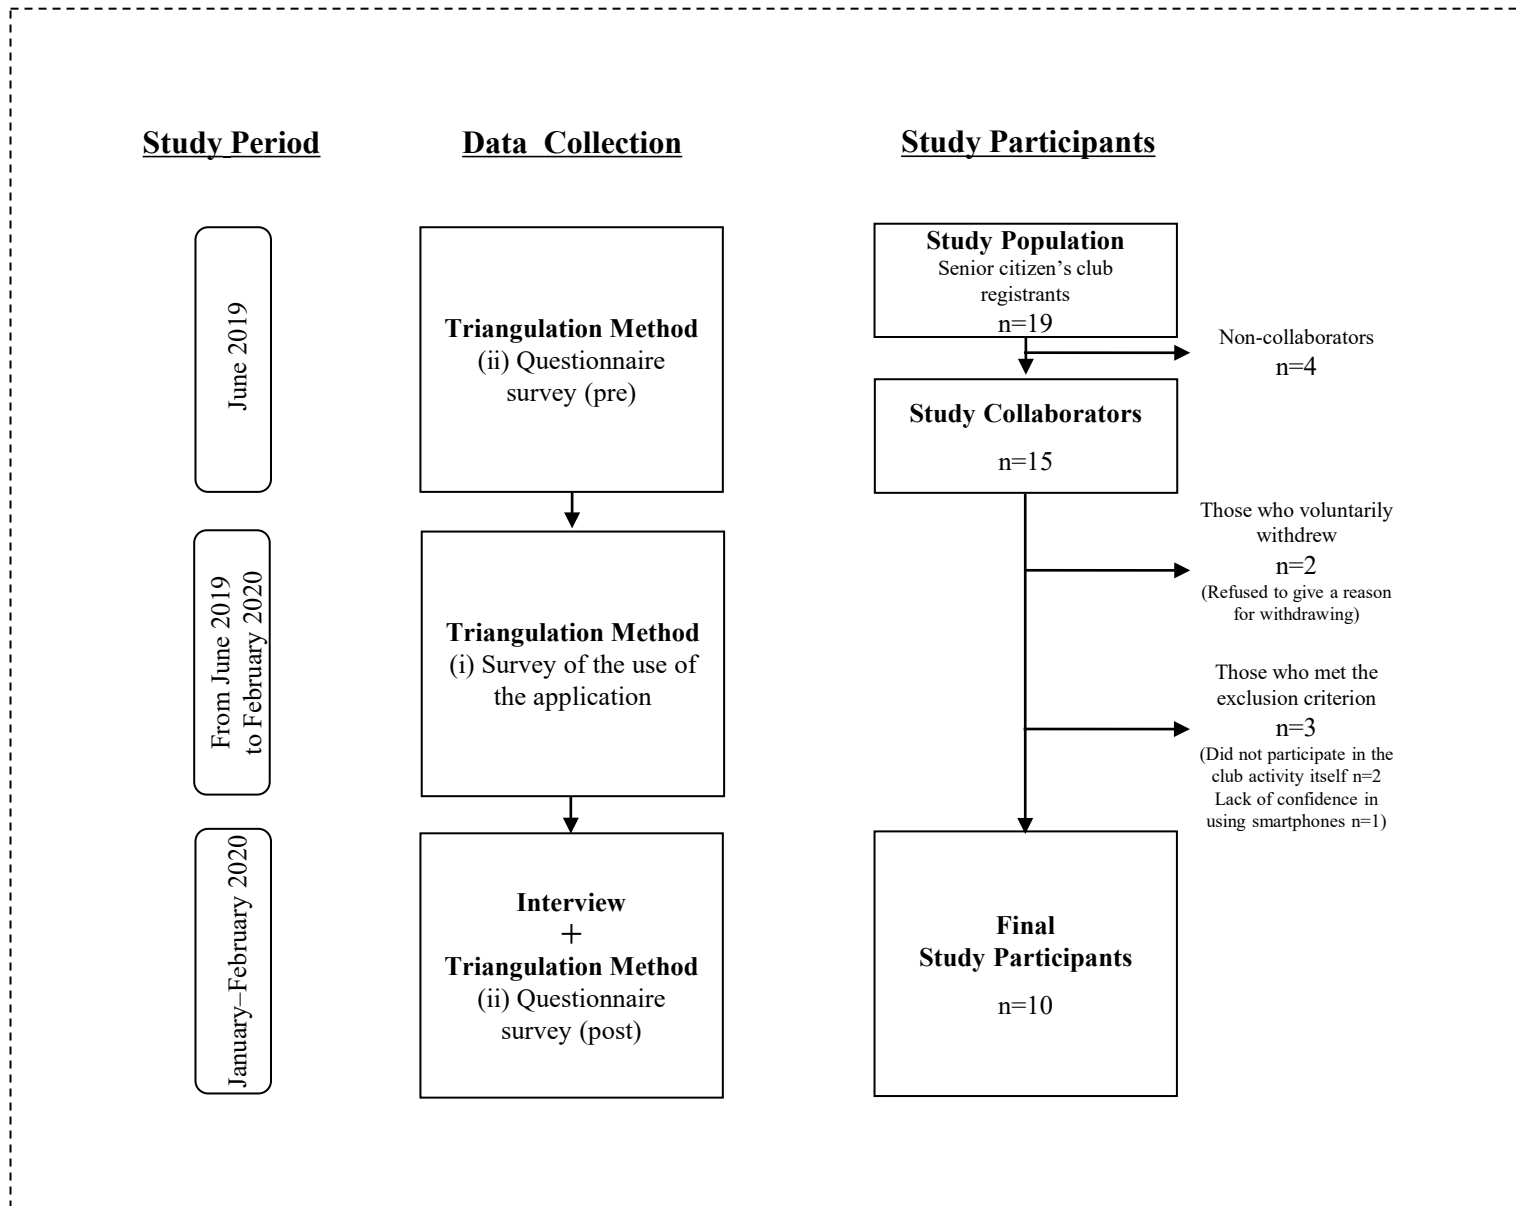 Study Period
Data Collection
Study Participants
June 2019
Triangulation Method
(ii) Questionnaire
survey (pre)
Study Population
Senior citizen’s club
registrants
n=19
Non-collaborators
n=4
Study Collaborators
n=15
From June 2019
to February 2020
Triangulation Method
(i) Survey of the use of
the application
Those who voluntarily
withdrew
n=2
(Refused to give a reason
for withdrawing)
Those who met the
exclusion criterion
n=3
(Did not participate in the
club activity itself n=2
Lack of confidence in
using smartphones n=1)
January–February 2020
Interview
+
Triangulation Method
(ii) Questionnaire
survey (post)
Final
Study Participants
n=10